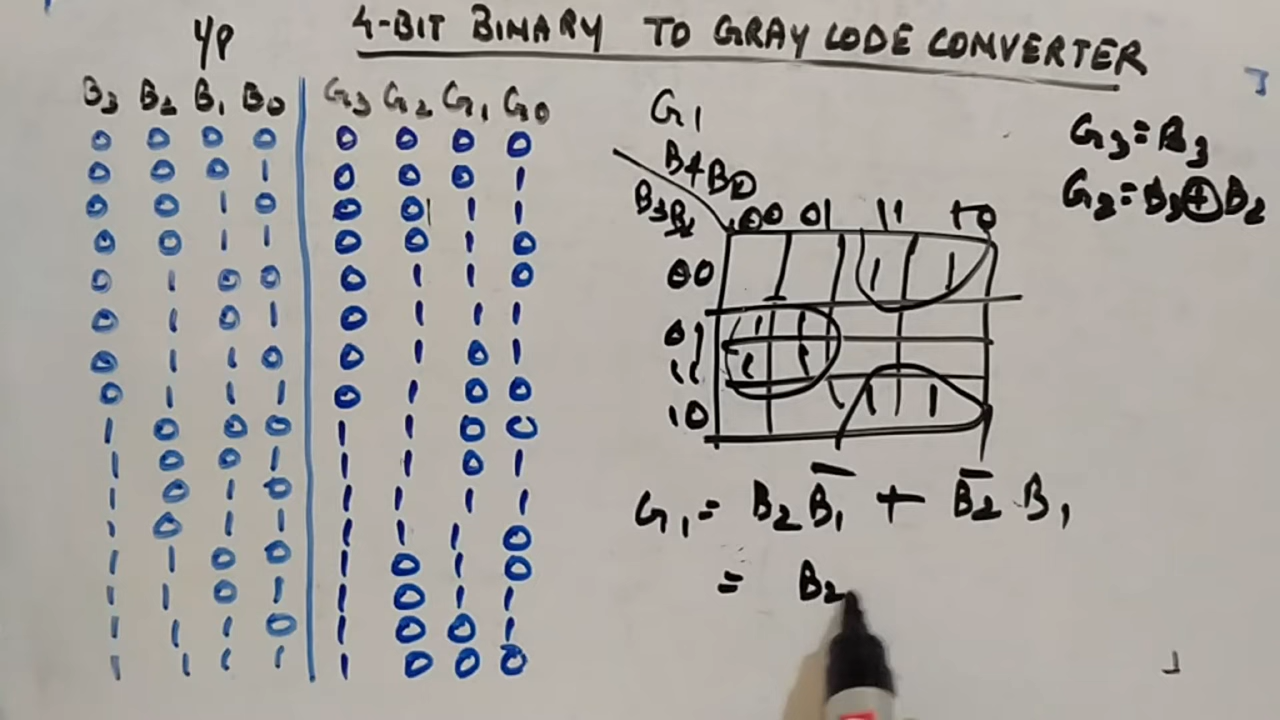 4-BIT BINARY TO GRAY CODE CONVERTER
I/P
B3 B2 B1 B0 G3 G2 G1 G0
0 0 0 0 0 0 0 0
0 0 0 1 0 0 0 1
0 0 1 0 0 0 1 1
0 0 1 1 0 0 1 0
0 1 0 0 0 1 1 0
0 1 0 1 0 1 1 1
0 1 1 0 0 1 0 1
0 1 1 1 0 1 0 0
1 0 0 0 1 1 0 0
1 0 0 1 1 1 0 1
1 0 1 0 1 1 1 1
1 0 1 1 1 1 1 0
1 1 0 0 1 0 1 0
1 1 0 1 1 0 1 1
1 1 1 0 1 0 0 1
1 1 1 1 1 0 0 0
G1
B1B0
B3B2 00 01 11 10
00 1 1
01 1 1
11 1 1
10 1 1
G1 = B2 B̅1 + B̅2 . B1
= B2
G3 = B3
G2 = B3 ⊕ B2